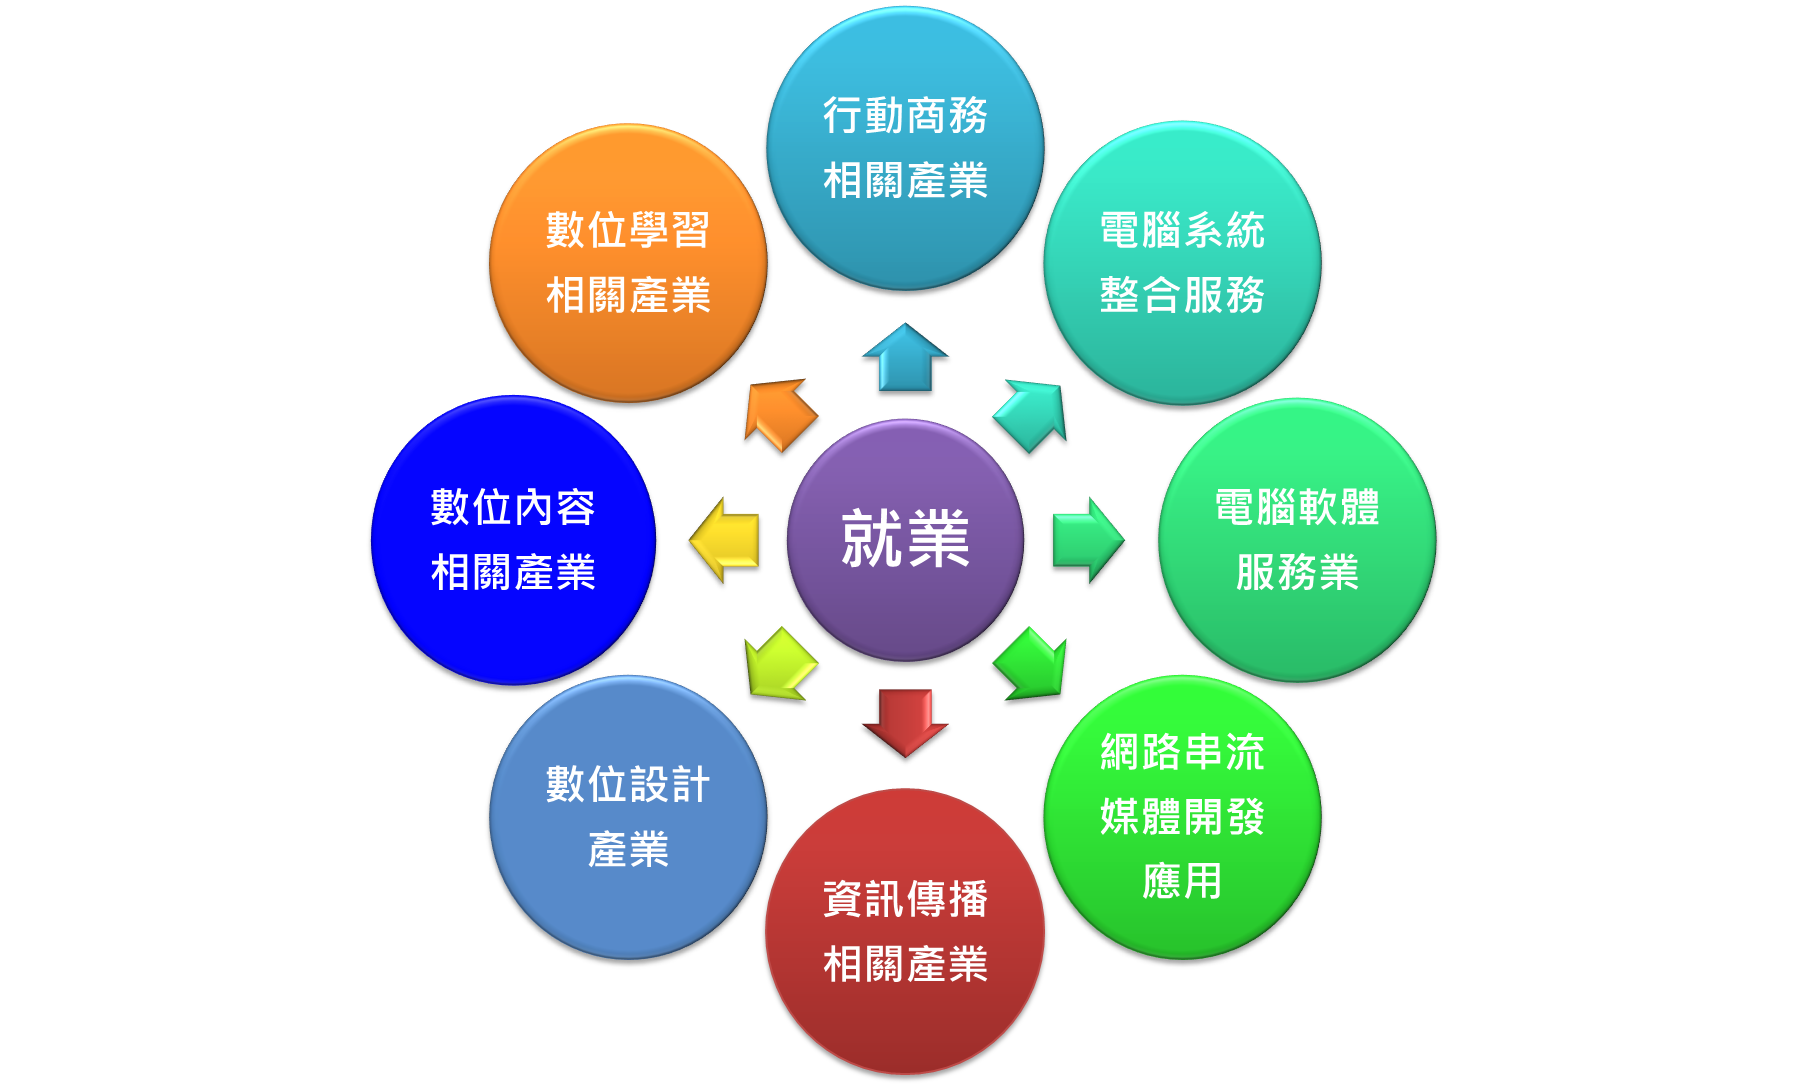 行動商務
相關產業
電腦系統
整合服務
電腦軟體
服務業
網路串流
媒體開發
應用
資訊傳播
相關產業
數位設計
產業
數位內容
相關產業
數位學習
相關產業
就業